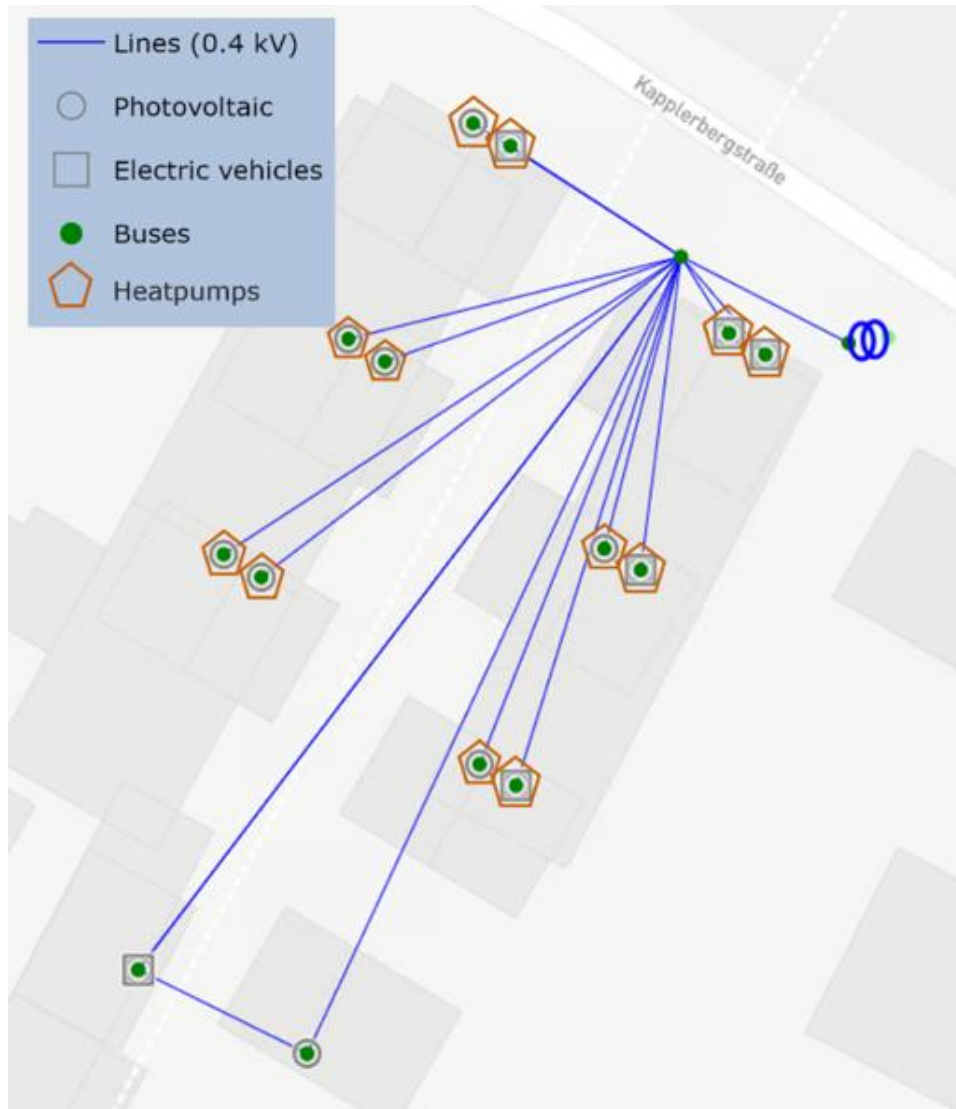 Lines (0.4 kV)
Photovoltaic
Electric vehicles
Buses
Heatpumps
Kapplerbergstraße